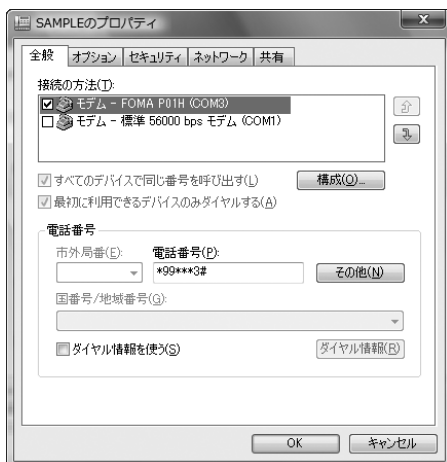 SAMPLEのプロパティ
全般 オプション セキュリティ ネットワーク 共有
接続の方法(T):
モデム - FOMA P01H (COM3)
モデム - 標準 56000 bps モデム (COM1)
すべてのデバイスで同じ番号を呼び出す(L)
構成(O)...
最初に利用できるデバイスのみダイヤルする(A)
電話番号
市外局番(E): 電話番号(P):
*99***3# その他(N)
国番号/地域番号(G):
ダイヤル情報を使う(S) ダイヤル情報(R)
OK キャンセル